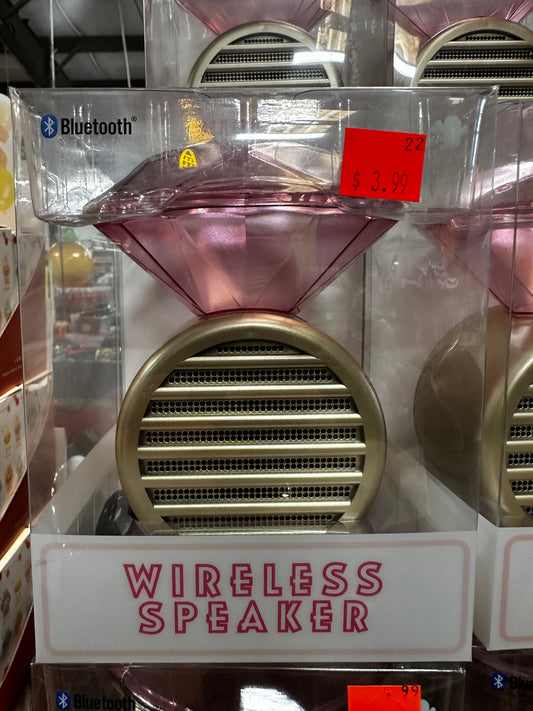 Bluetooth®
22
$ 3.99
WIRELESS
SPEAKER
Bluetooth
.99